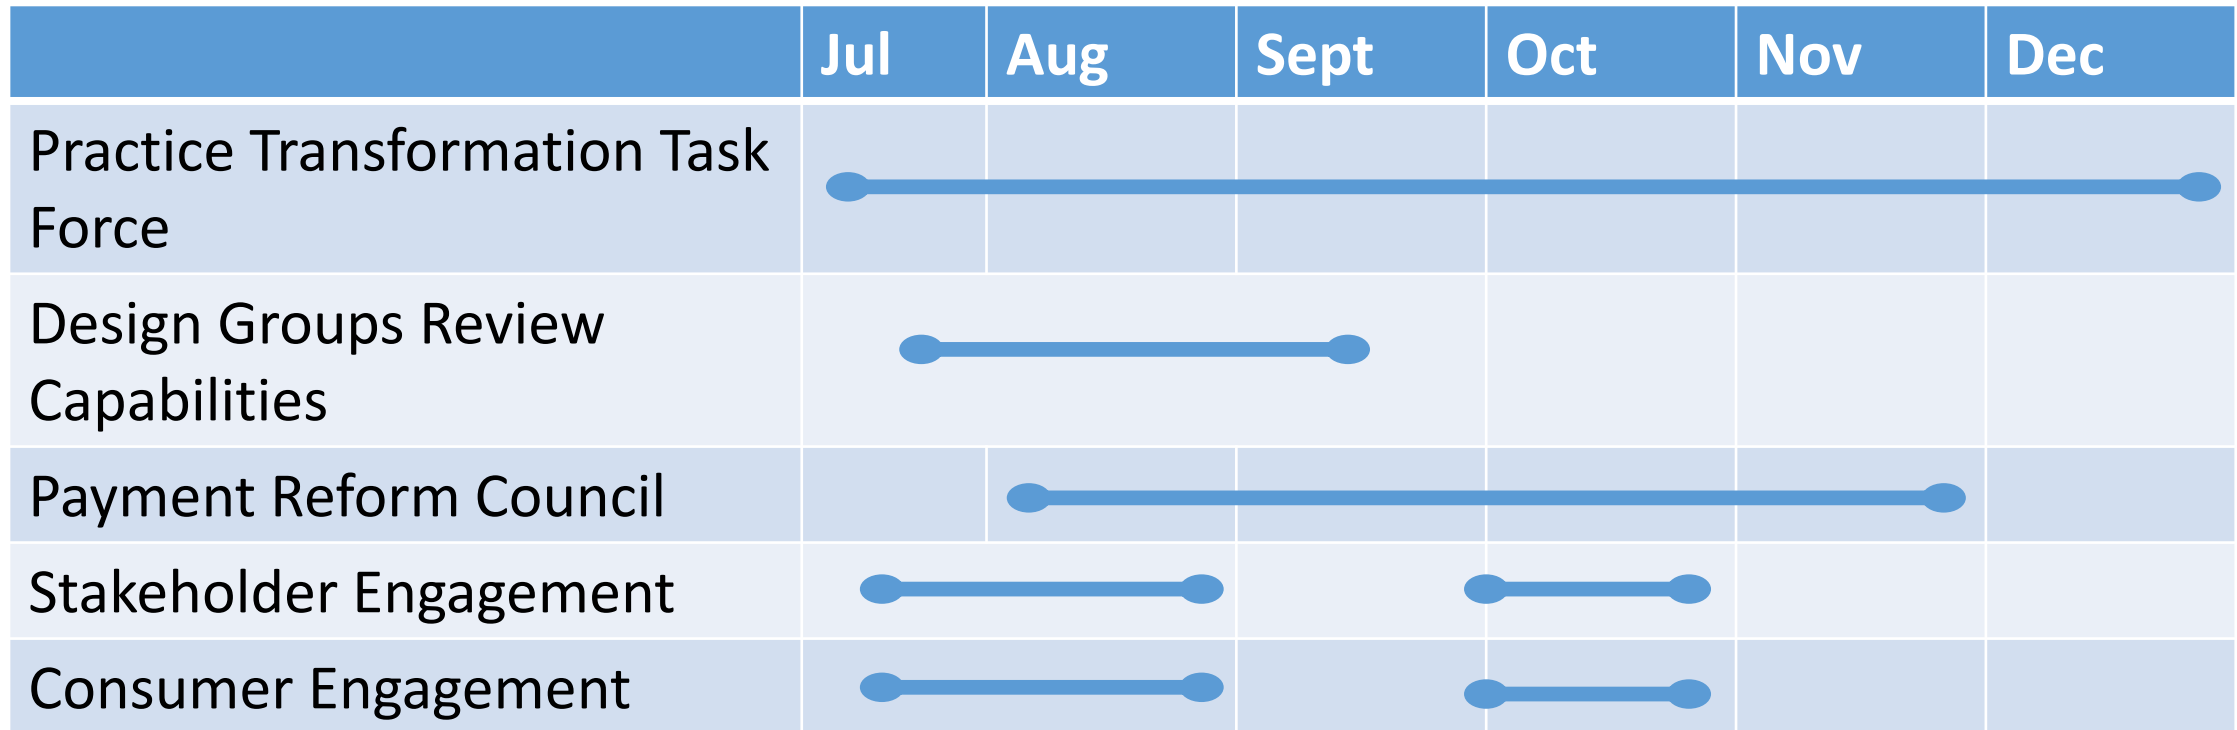 Jul Aug Sept Oct Nov Dec
Practice Transformation Task
Force
Design Groups Review
Capabilities
Payment Reform Council
Stakeholder Engagement
Consumer Engagement